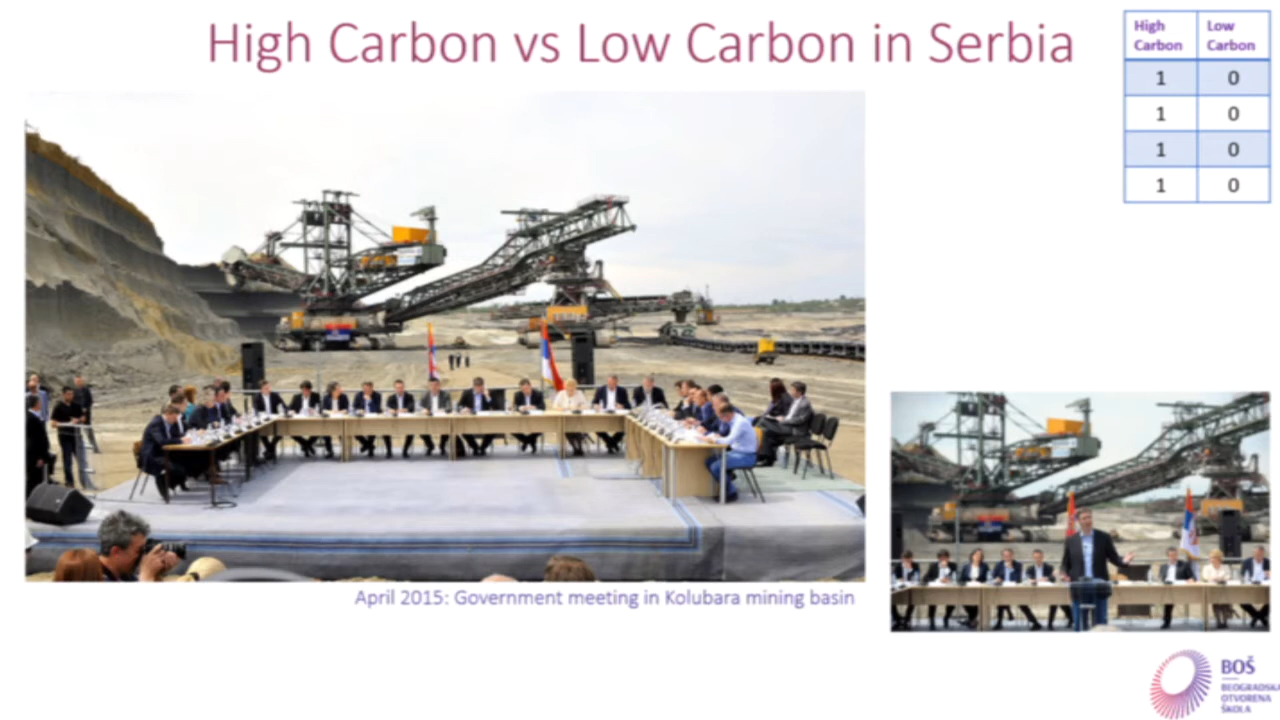 High Carbon vs Low Carbon in Serbia
High Carbon Low Carbon
1 0
1 0
1 0
1 0
April 2015: Government meeting in Kolubara mining basin
BOŠ
BEOGRADSKA
OTVORENA
ŠKOLA